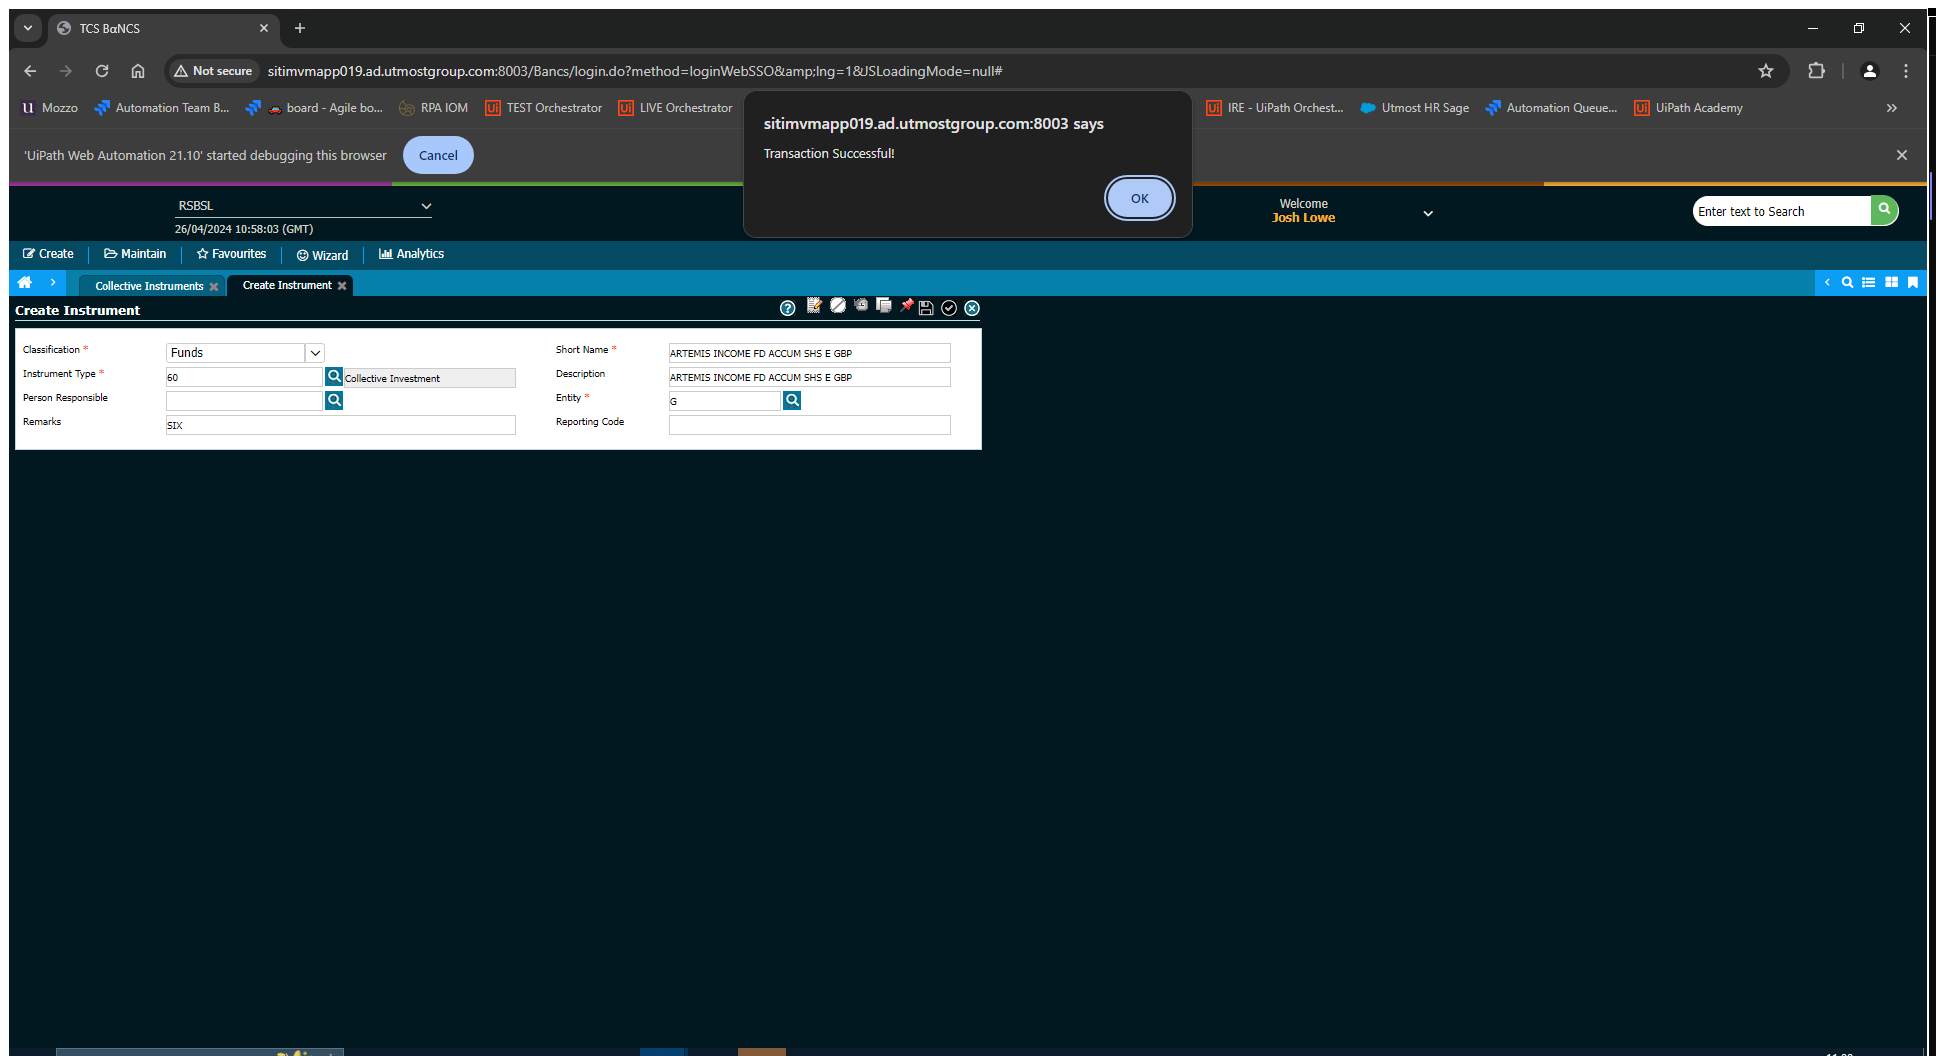 TCS BαNCS
Not secure sitimvmapp019.ad.utmostgroup.com:8003/Bancs/login.do?method=loginWebSSO&amp;lng=1&JSLoadingMode=null#
Mozzo Automation Team B... board - Agile bo... RPA IOM TEST Orchestrator LIVE Orchestrator IRE - UiPath Orchest... Utmost HR Sage Automation Queue... UiPath Academy
sitimvmapp019.ad.utmostgroup.com:8003 says
Transaction Successful!
OK
'UiPath Web Automation 21.10' started debugging this browser Cancel
RSBSL
26/04/2024 10:58:03 (GMT)
Welcome
Josh Lowe
Enter text to Search
Create Maintain Favourites Wizard Analytics
Collective Instruments Create Instrument
Create Instrument
Classification * Funds Short Name * ARTEMIS INCOME FD ACCUM SHS E GBP
Instrument Type * 60 Collective Investment Description ARTEMIS INCOME FD ACCUM SHS E GBP
Person Responsible Entity * G
Remarks SIX Reporting Code